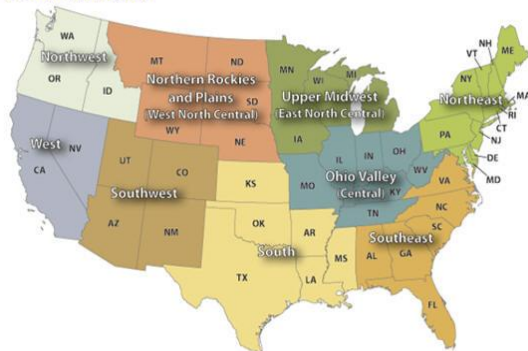 WA
Northwest
OR
ID
MT
ND
Northern Rockies
and Plains
(West North Central)
SD
WY
NE
MN
WI
MI
Upper Midwest
(East North Central)
IA
ME
NH
VT
NY
MA
Northeast
RI
CT
NJ
PA
DE
MD
West
NV
CA
UT
CO
Southwest
AZ
NM
IL
IN
OH
WV
MO
Ohio Valley
(Central)
KY
TN
KS
OK
AR
South
TX
LA
MS
VA
NC
SC
Southeast
AL
GA
FL